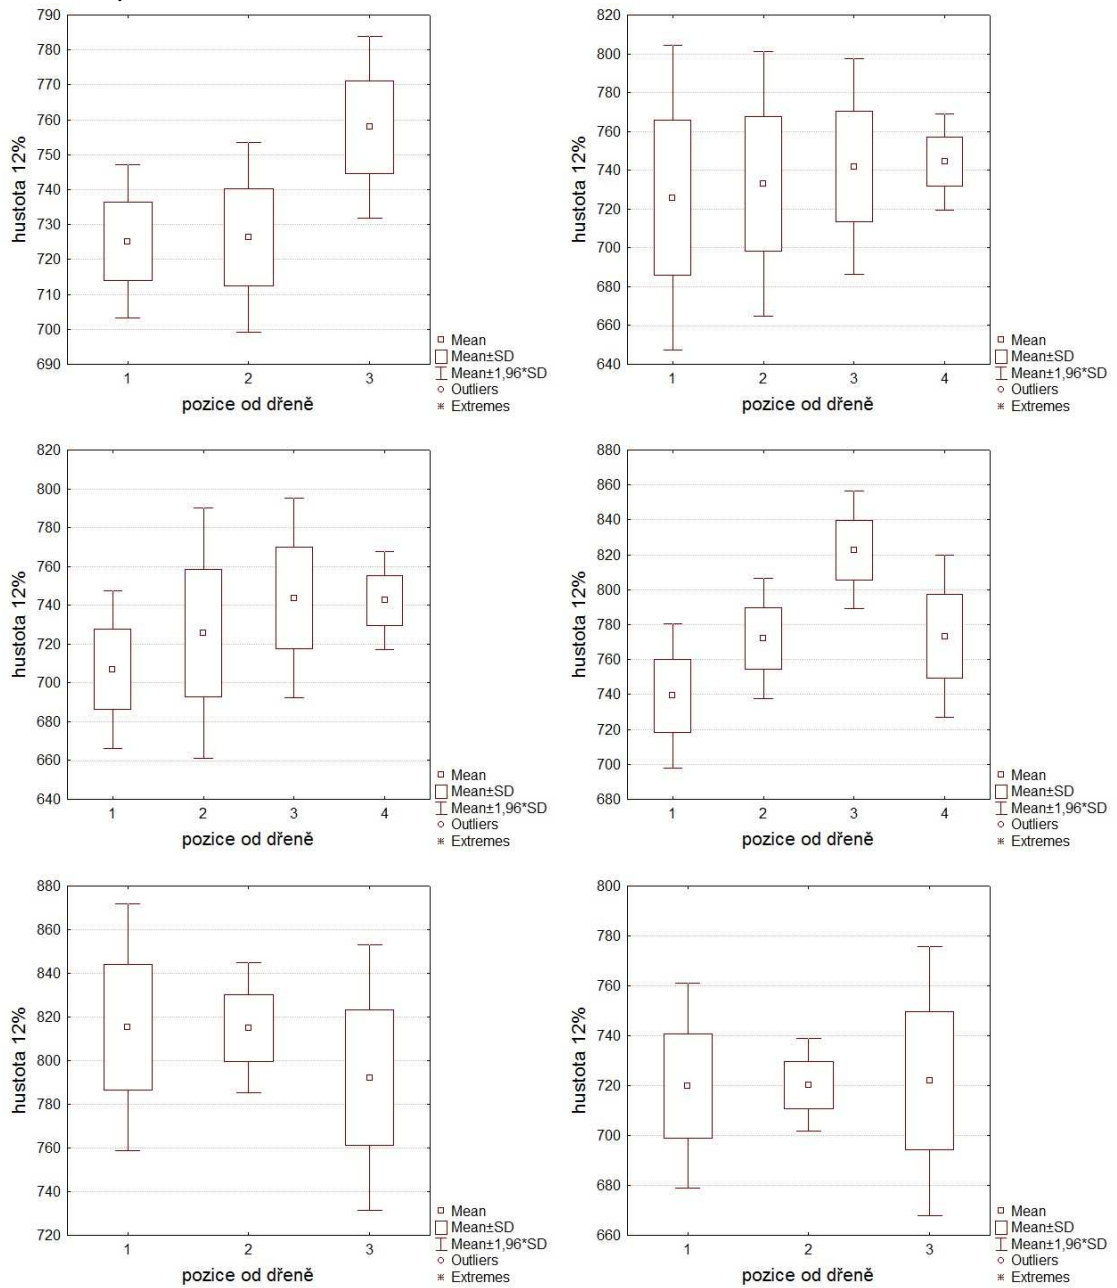 790
780
770
760
750
740
730
720
710
700
690
hustota 12%
1 2 3
pozice od dřeně
Mean
Mean±SD
Mean±1,96*SD
Outliers
Extremes
820
800
780
760
740
720
700
680
660
640
hustota 12%
1 2 3 4
pozice od dřeně
Mean
Mean±SD
Mean±1,96*SD
Outliers
Extremes
820
800
780
760
740
720
700
680
660
640
hustota 12%
1 2 3 4
pozice od dřeně
Mean
Mean±SD
Mean±1,96*SD
Outliers
Extremes
880
860
840
820
800
780
760
740
720
700
680
hustota 12%
1 2 3 4
pozice od dřeně
Mean
Mean±SD
Mean±1,96*SD
Outliers
Extremes
880
860
840
820
800
780
760
740
720
hustota 12%
1 2 3
pozice od dřeně
Mean
Mean±SD
Mean±1,96*SD
Outliers
Extremes
800
780
760
740
720
700
680
660
hustota 12%
1 2 3
pozice od dřeně
Mean
Mean±SD
Mean±1,96*SD
Outliers
Extremes